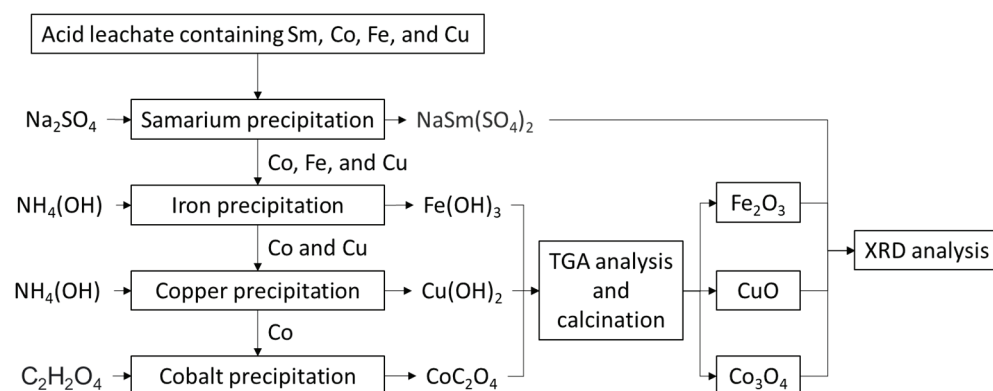 Acid leachate containing Sm, Co, Fe, and Cu
Na₂SO₄
Samarium precipitation
NaSm(SO₄)₂
Co, Fe, and Cu
NH₄(OH)
Iron precipitation
Fe(OH)₃
Fe₂O₃
Co and Cu
TGA analysis
and
calcination
XRD analysis
NH₄(OH)
Copper precipitation
Cu(OH)₂
CuO
Co
C₂H₂O₄
Cobalt precipitation
CoC₂O₄
Co₃O₄